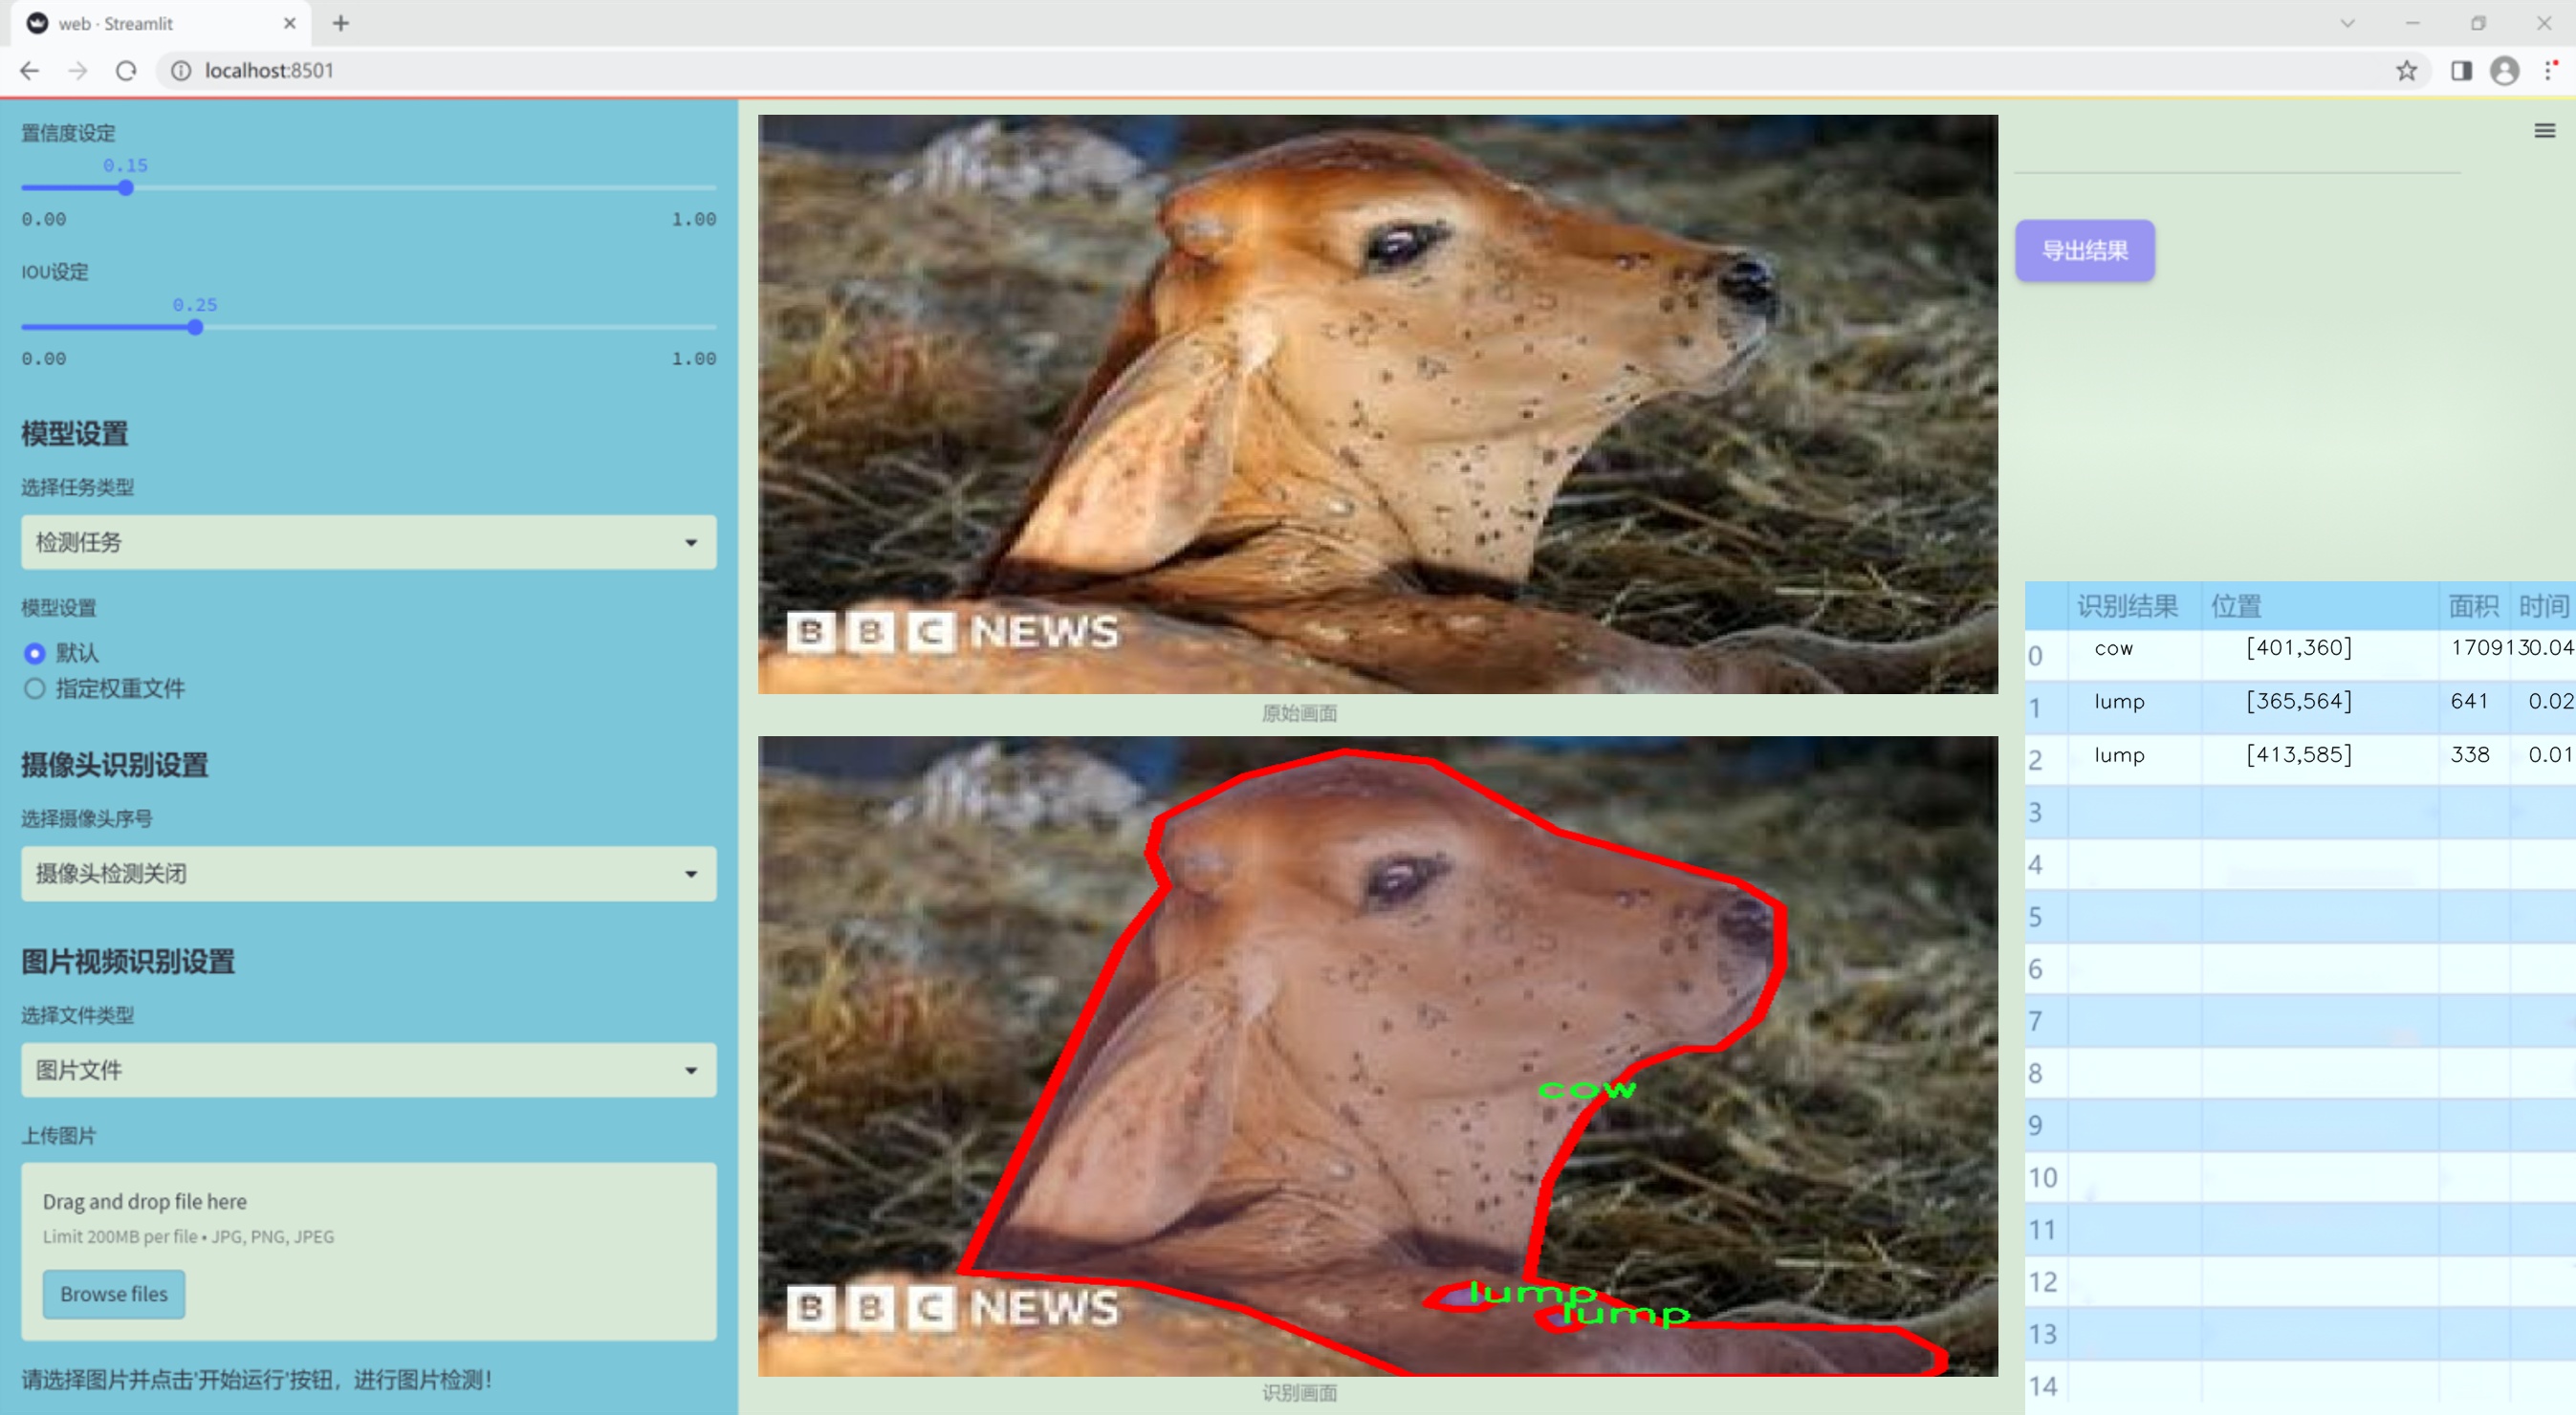 web · Streamlit
localhost:8501
置信度设定
0.15
0.00 1.00
IOU设定
0.25
0.00 1.00
模型设置
选择任务类型
检测任务
模型设置
默认
指定权重文件
摄像头识别设置
选择摄像头序号
摄像头检测关闭
图片视频识别设置
选择文件类型
图片文件
上传图片
Drag and drop file here
Limit 200MB per file • JPG, PNG, JPEG
Browse files
请选择图片并点击'开始运行'按钮，进行图片检测!
BBC NEWS
原始画面
cow
lump
lump
BBC NEWS
识别画面
导出结果
识别结果 位置 面积 时间
0 cow [401,360] 1709130.04
1 lump [365,564] 641 0.02
2 lump [413,585] 338 0.01
3
4
5
6
7
8
9
10
11
12
13
14